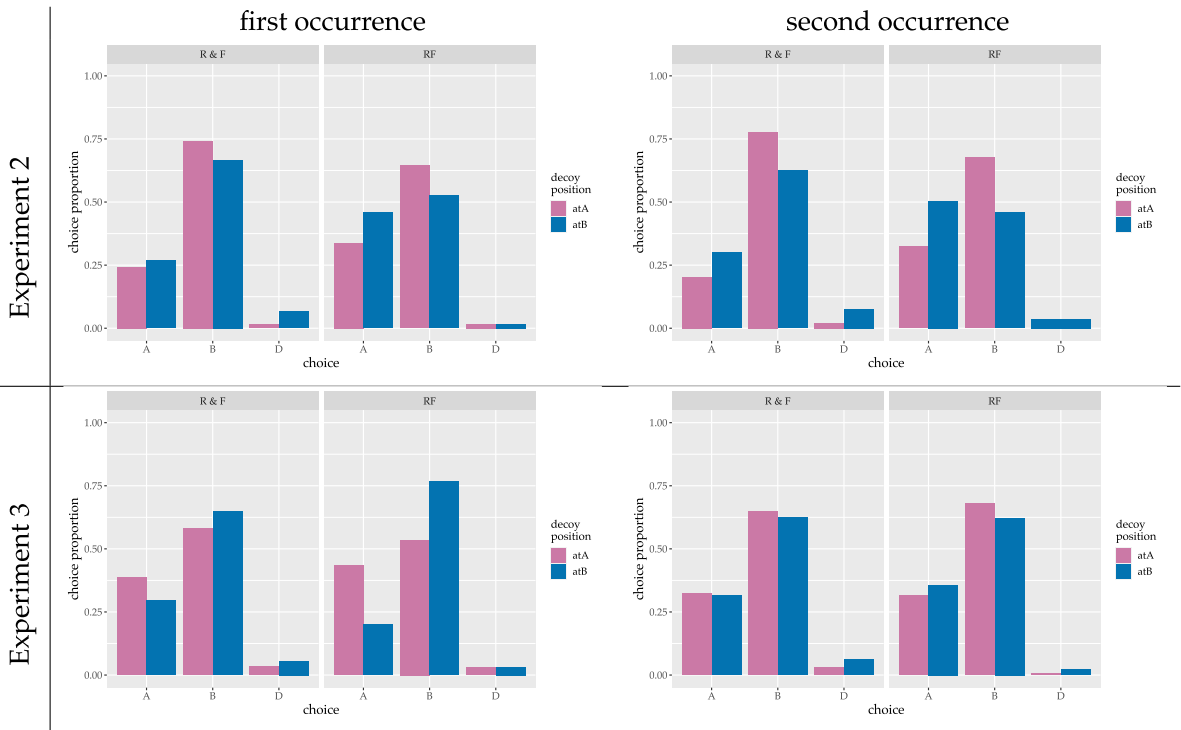 first occurrence
second occurrence
Experiment 2
R & F
RF
choice proportion
1.00
0.75
0.50
0.25
0.00
A
B
D
A
B
D
choice
decoy
position
atA
atB
R & F
RF
choice proportion
1.00
0.75
0.50
0.25
0.00
A
B
D
A
B
D
choice
decoy
position
atA
atB
Experiment 3
R & F
RF
choice proportion
1.00
0.75
0.50
0.25
0.00
A
B
D
A
B
D
choice
decoy
position
atA
atB
R & F
RF
choice proportion
1.00
0.75
0.50
0.25
0.00
A
B
D
A
B
D
choice
decoy
position
atA
atB